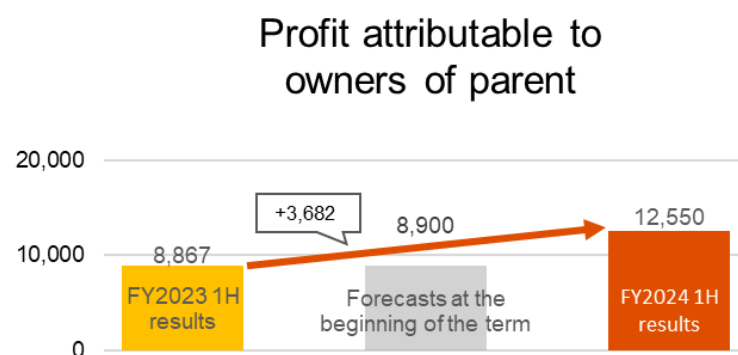 Profit attributable to
owners of parent
20,000
+3,682
8,900
12,550
10,000
8,867
FY2023 1H
results
Forecasts at the
beginning of the term
FY2024 1H
results
0